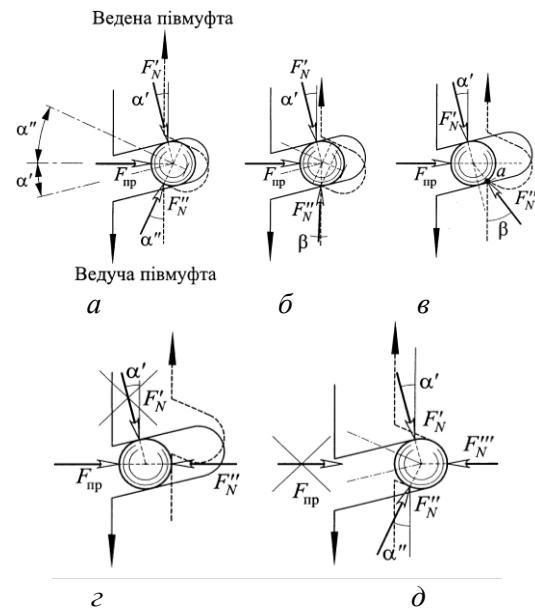 Ведена півмуфта
F′N F′N α′
α′ α′ F′N
α″
α′ Fпр Fпр Fпр a
F″N F″N F″N
α″ β β
Ведуча півмуфта
а б в
α′ α′
F′N F′N F‴N
Fпр F″N Fпр F″N
α″
г д